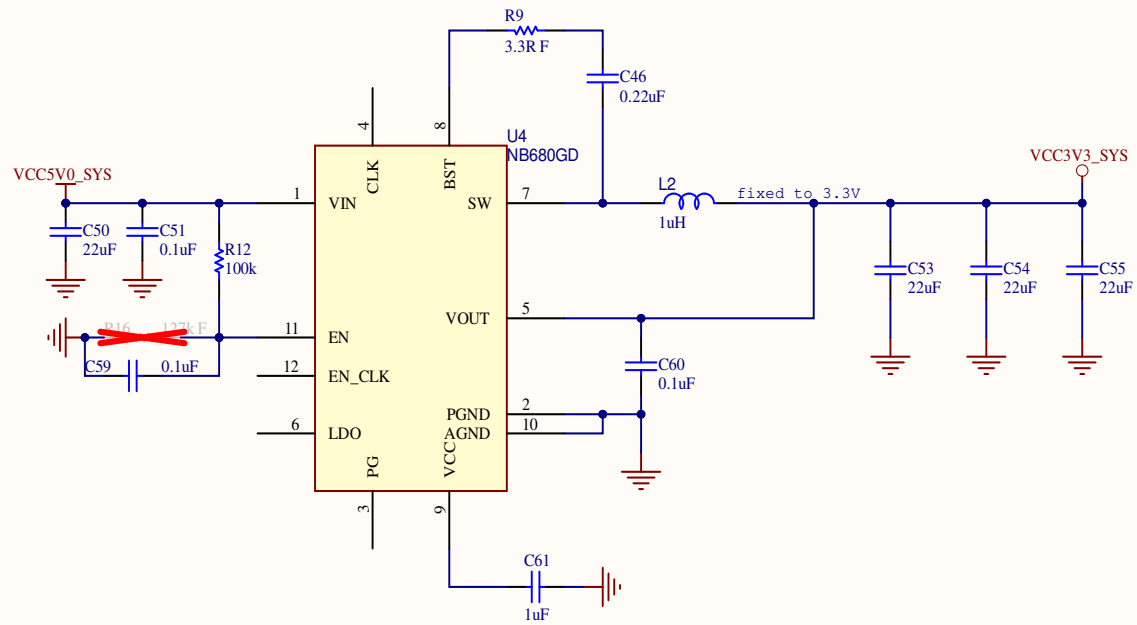 R9
3.3R F
C46
0.22uF
4
8
U4
NB680GD
CLK
BST
VCC5V0_SYS
VCC3V3_SYS
1
VIN
SW
7
L2
fixed to 3.3V
1uH
C50
22uF
C51
0.1uF
R12
100k
C53
22uF
C54
22uF
C55
22uF
VOUT
5
R16
127k F
11
EN
C59
0.1uF
12
EN_CLK
C60
0.1uF
PGND
2
6
LDO
AGND
10
PG
VCC
3
9
C61
1uF